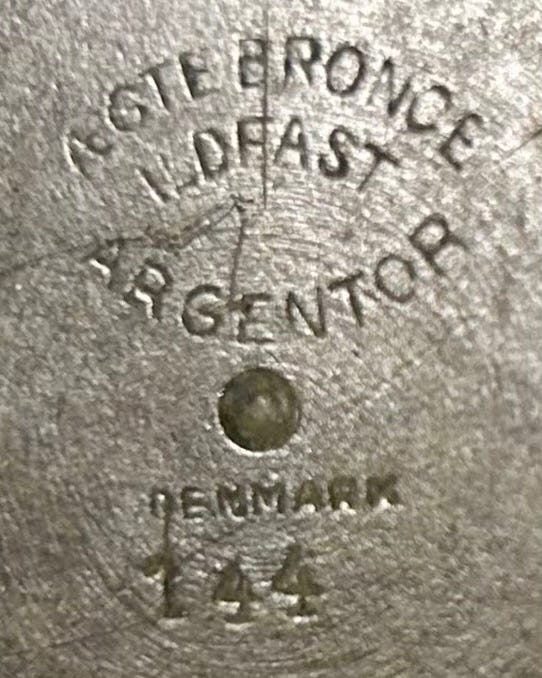 ÆGTE BRONCE
ILDFAST
ARGENTOR
DENMARK
144